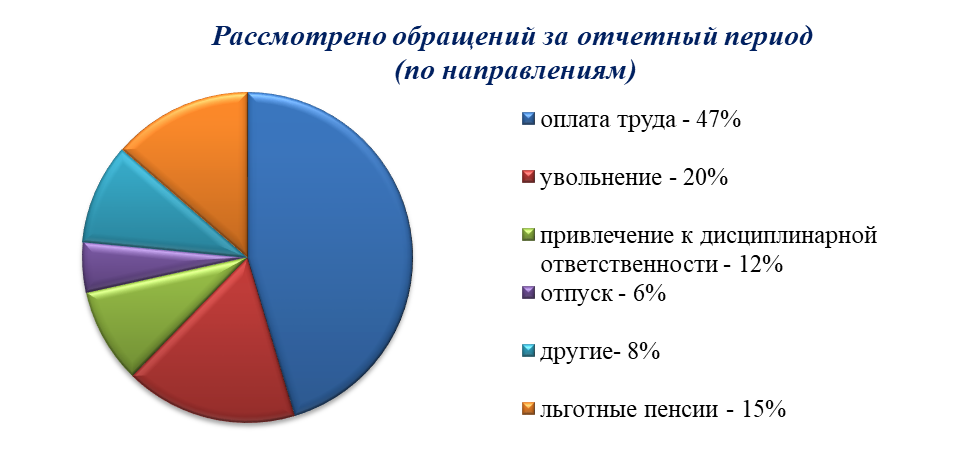 Рассмотрено обращений за отчетный период
(по направлениям)
оплата труда - 47%
увольнение - 20%
привлечение к дисциплинарной
ответственности - 12%
отпуск - 6%
другие- 8%
льготные пенсии - 15%